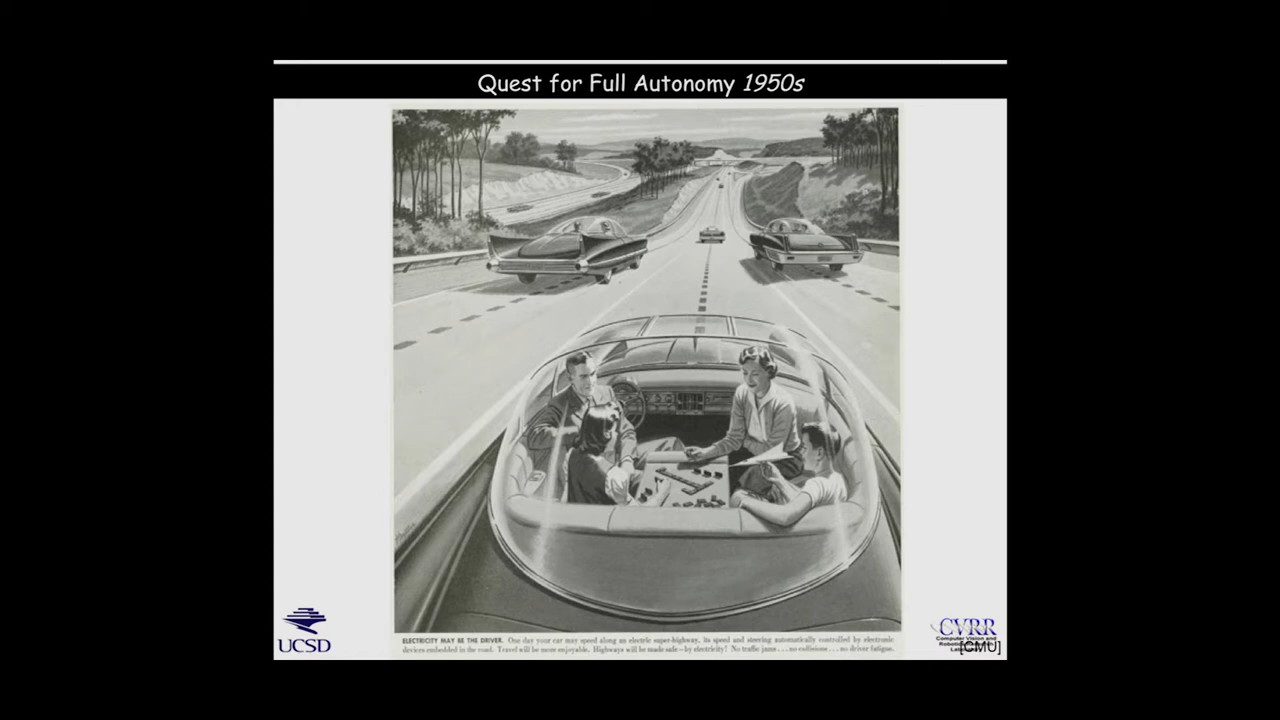 Quest for Full Autonomy 1950s
ELECTRICITY MAY BE THE DRIVER. One day your car may speed along an electric super-highway, its speed and steering automatically controlled by electronic
devices embedded in the road. Travel will be more enjoyable. Highways will be made safe—by electricity! No traffic jams . . . no collisions . . . no driver fatigue.
UCSD
CVRR
Computer Vision and
[CMU]